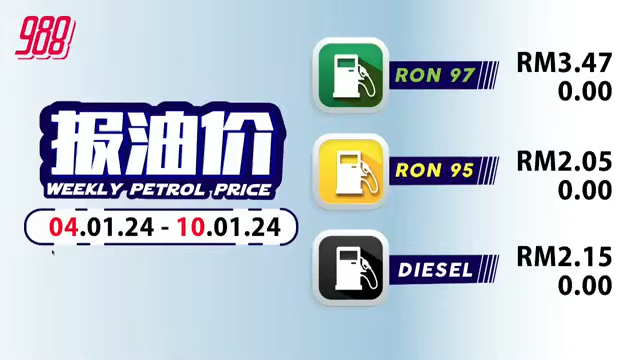 988
报油价
WEEKLY PETROL PRICE
04.01.24 - 10.01.24
RON 97
RM3.47
0.00
RON 95
RM2.05
0.00
DIESEL
RM2.15
0.00